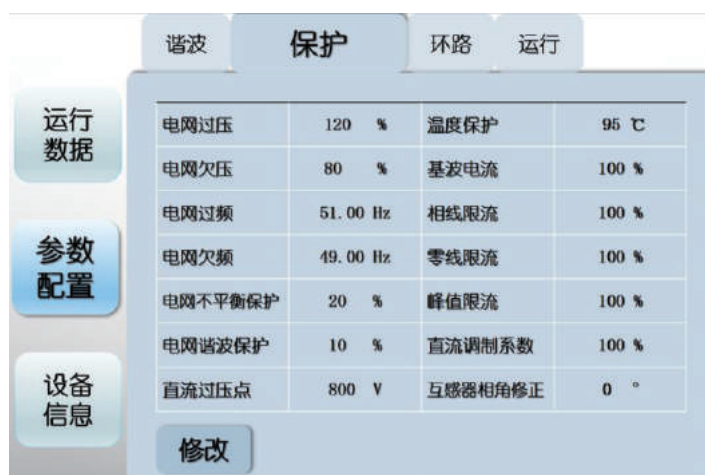 谐波 保护 环路 运行
运行
数据
参数
配置
设备
信息
电网过压 120 % 温度保护 95 ℃
电网欠压 80 % 基波电流 100 %
电网过频 51.00 Hz 相线限流 100 %
电网欠频 49.00 Hz 零线限流 100 %
电网不平衡保护 20 % 峰值限流 100 %
电网谐波保护 10 % 直流调制系数 100 %
直流过压点 800 V 互感器相角修正 0 °
修改